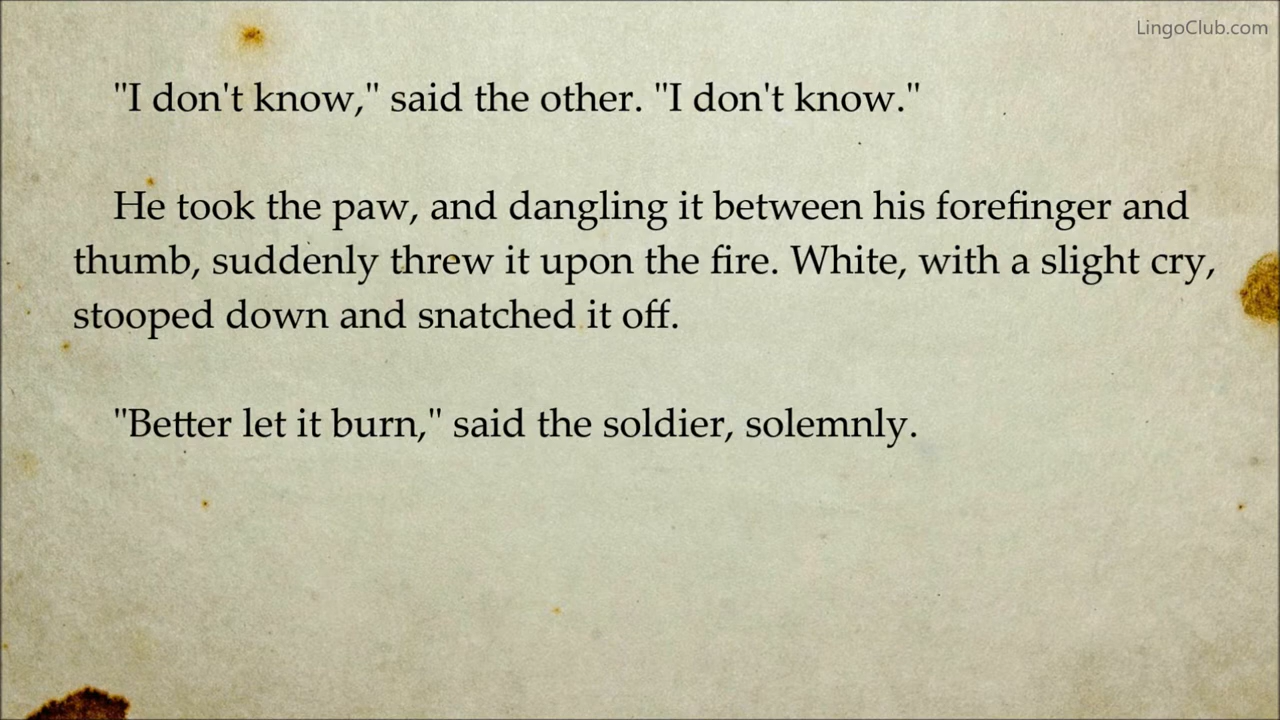 LingoClub.com
"I don't know," said the other. "I don't know."
He took the paw, and dangling it between his forefinger and
thumb, suddenly threw it upon the fire. White, with a slight cry,
stooped down and snatched it off.
"Better let it burn," said the soldier, solemnly.